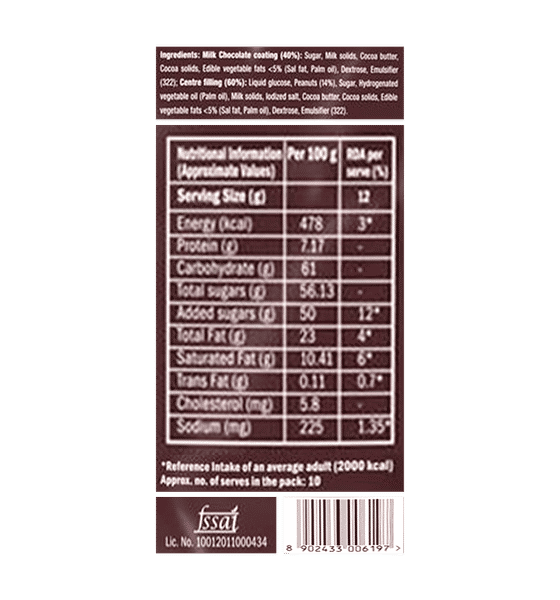 Ingredients: Milk Chocolate coating (40%): Sugar, Milk solids, Cocoa butter,
Cocoa solids, Edible vegetable fats <5% (Sal fat, Palm oil), Dextrose, Emulsifier
(322); Centre filling (60%): Liquid glucose, Peanuts (14%), Sugar, Hydrogenated
vegetable oil (Palm oil), Milk solids, Iodized salt, Cocoa butter, Cocoa solids, Edible
vegetable fats <5% (Sal fat, Palm oil), Dextrose, Emulsifier (322).
Nutritional Information (Approximate Values) Per 100 g RDA per serve (%)
Serving Size (g) 12
Energy (kcal) 478 3*
Protein (g) 7.17 -
Carbohydrate (g) 61 -
Total sugars (g) 56.13 -
Added sugars (g) 50 12*
Total Fat (g) 23 4*
Saturated Fat (g) 10.41 6*
Trans Fat (g) 0.11 0.7*
Cholesterol (mg) 5.8 -
Sodium (mg) 225 1.35*
*Reference Intake of an average adult (2000 kcal)
Approx. no. of serves in the pack: 10
fssai
Lic. No. 10012011000434
8 902433 006197 >